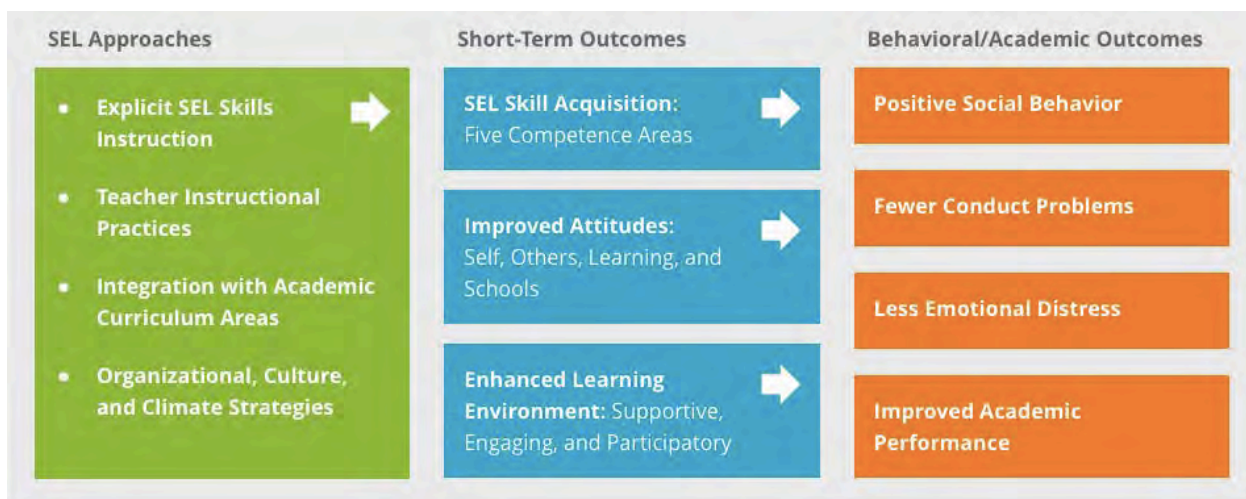 SEL Approaches
Short-Term Outcomes
Behavioral/Academic Outcomes
• Explicit SEL Skills
Instruction
• Teacher Instructional
Practices
• Integration with Academic
Curriculum Areas
• Organizational, Culture,
and Climate Strategies
SEL Skill Acquisition:
Five Competence Areas
Improved Attitudes:
Self, Others, Learning, and
Schools
Enhanced Learning
Environment: Supportive,
Engaging, and Participatory
Positive Social Behavior
Fewer Conduct Problems
Less Emotional Distress
Improved Academic
Performance